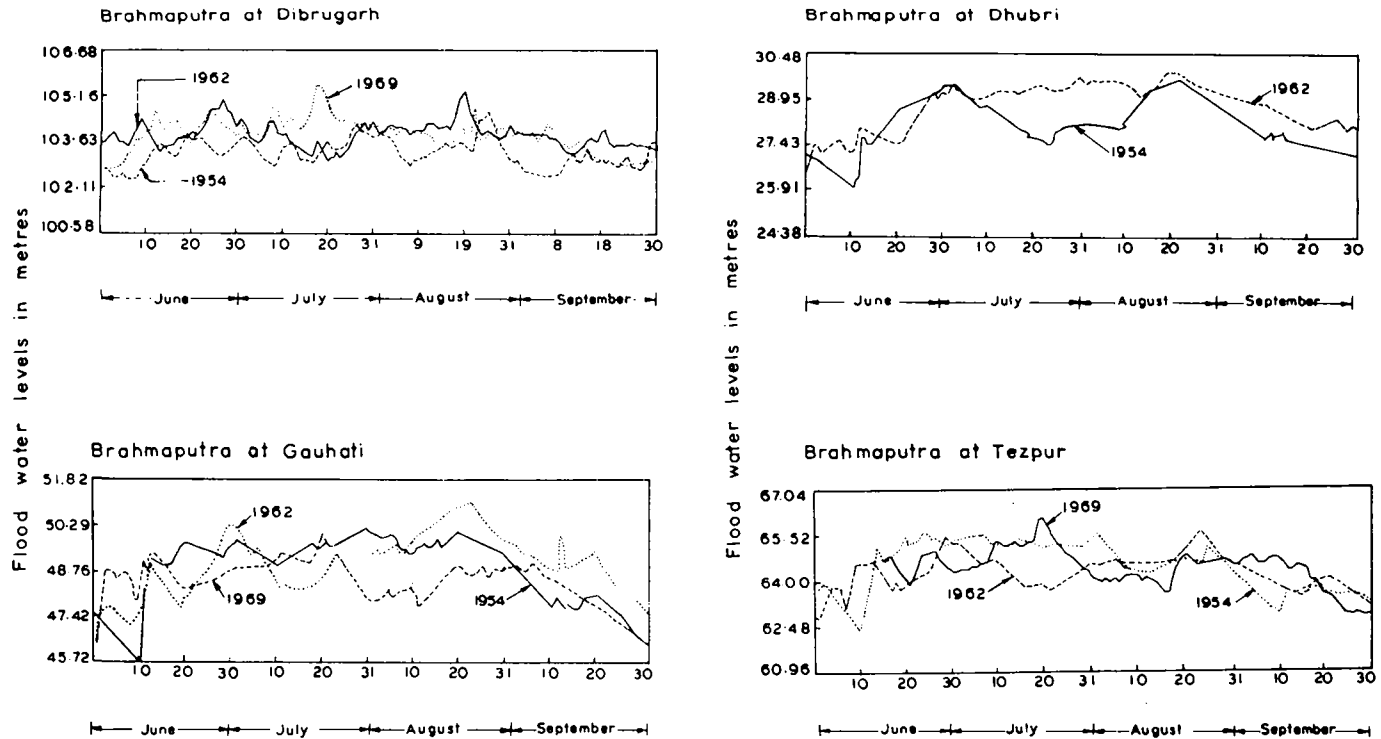 Brahmaputra at Dibrugarh
Flood water levels in metres
106·68
105·16
103·63
102·11
100·58
1962
1969
1954
10 20 30 10 20 31 9 19 31 8 18 30
June July August September
Brahmaputra at Dhubri
Flood water levels in metres
30·48
28·95
27·43
25·91
24·38
1962
1954
10 20 30 10 20 31 10 20 31 10 20 30
June July August September
Brahmaputra at Gauhati
51.82
50·29
48·76
47·42
45·72
1962
1969
1954
10 20 30 10 20 31 10 20 31 10 20 30
June July August September
Brahmaputra at Tezpur
67.04
65·52
64·00
62·48
60·96
1969
1962
1954
10 20 30 10 20 31 10 20 31 10 20 30
June July August September